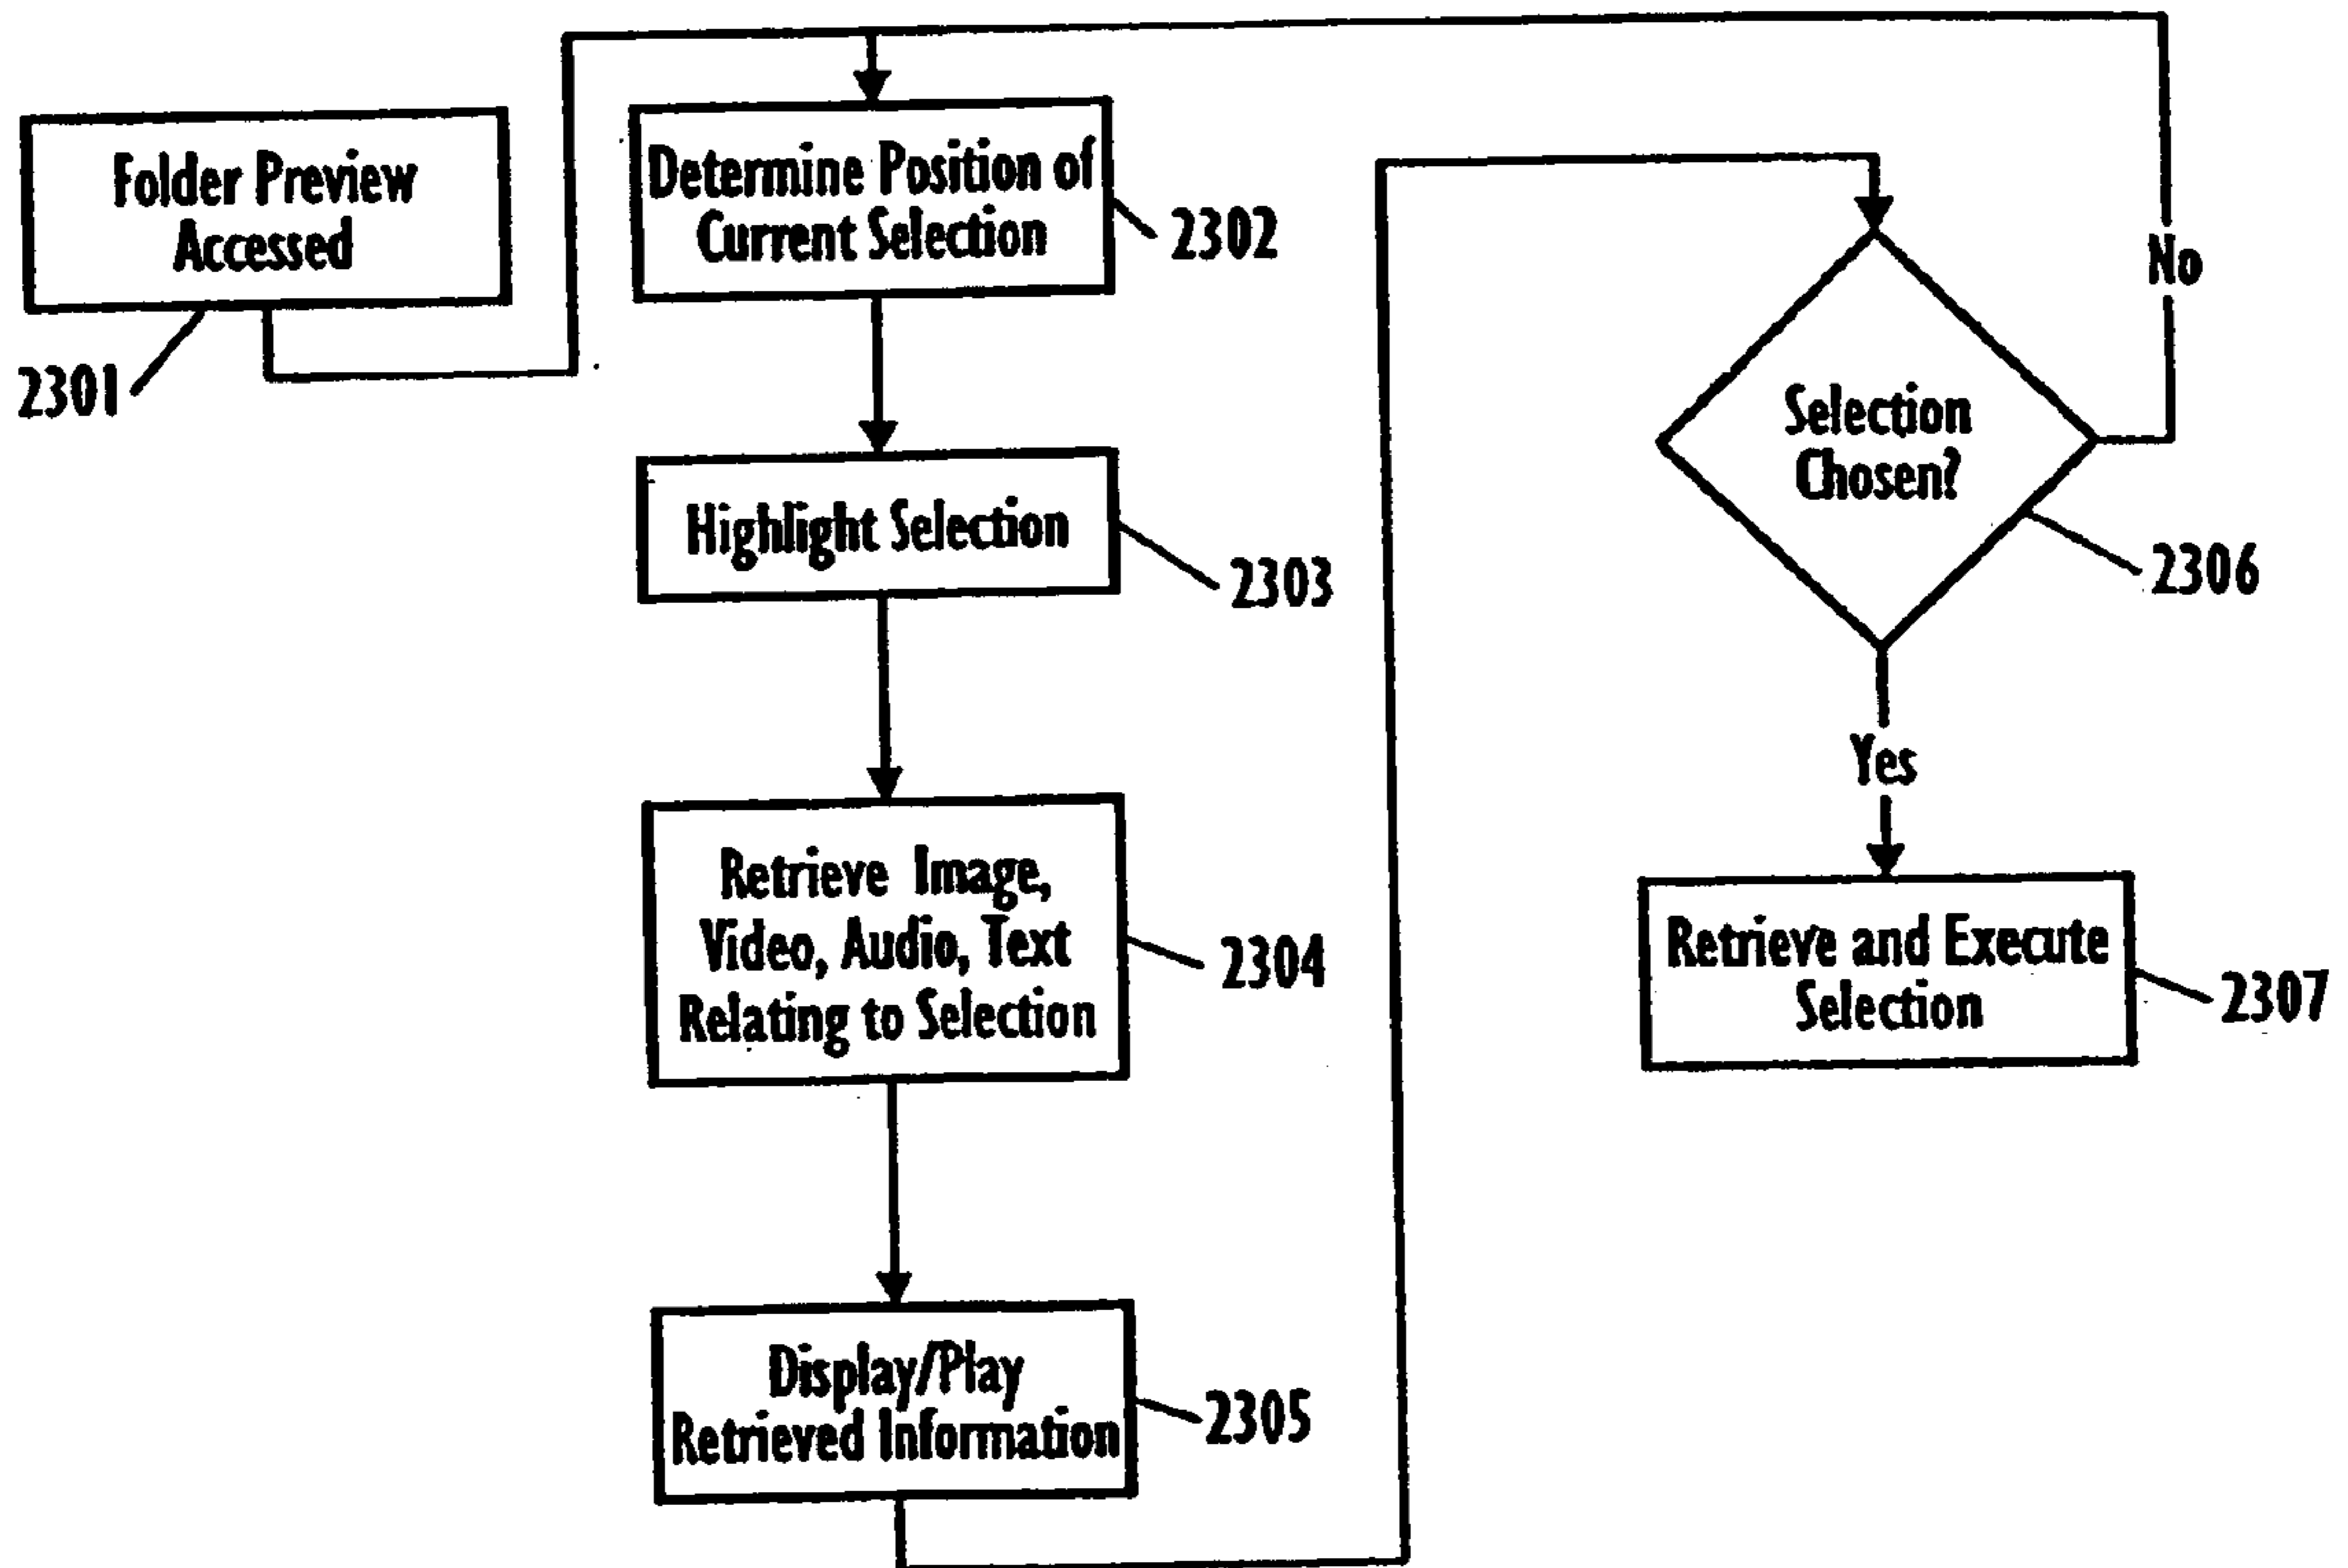 Folder Preview
Accessed
2301
Determine Position of
Current Selection
2302
Highlight Selection
2303
Retrieve Image,
Video, Audio, Text
Relating to Selection
2304
Display/Play
Retrieved Information
2305
Selection
Chosen?
2306
No
Yes
Retrieve and Execute
Selection
2307